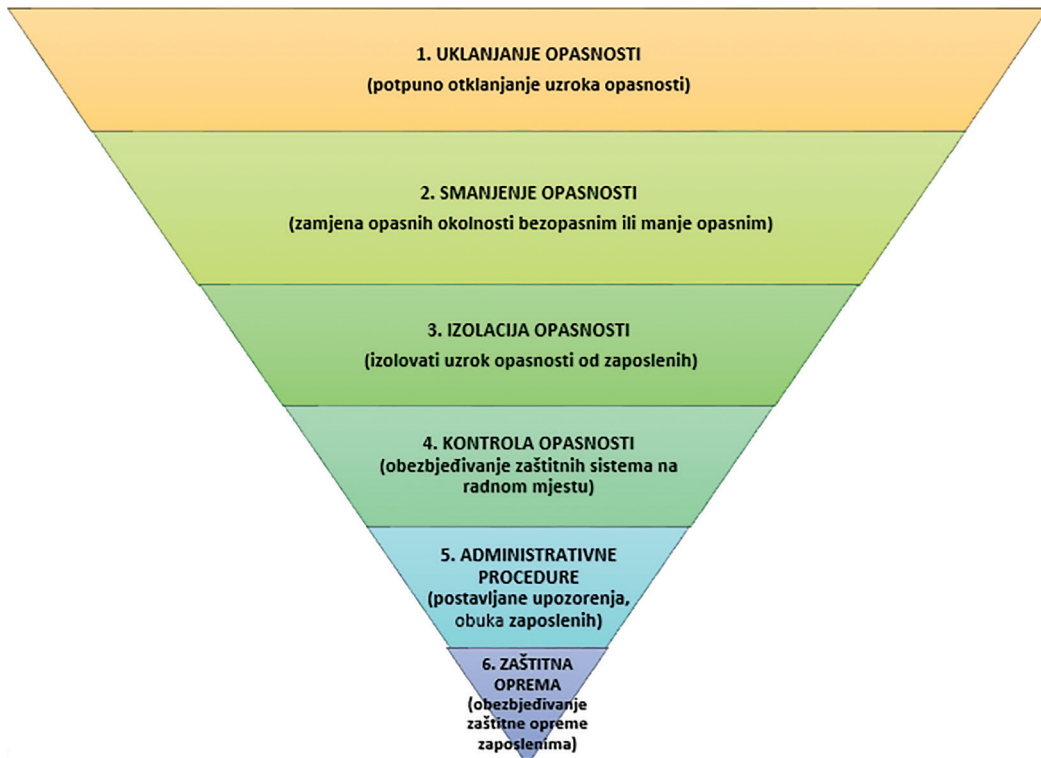 1. UKLANJANJE OPASNOSTI
(potpuno otklanjanje uzroka opasnosti)
2. SMANJENJE OPASNOSTI
(zamjena opasnih okolnosti bezopasnim ili manje opasnim)
3. IZOLACIJA OPASNOSTI
(izolovati uzrok opasnosti od zaposlenih)
4. KONTROLA OPASNOSTI
(obezbjeđivanje zaštitnih sistema na
radnom mjestu)
5. ADMINISTRATIVNE
PROCEDURE
(postavljane upozorenja,
obuka zaposlenih)
6. ZAŠTITNA
OPREMA
(obezbjeđivanje
zaštitne opreme
zaposlenima)